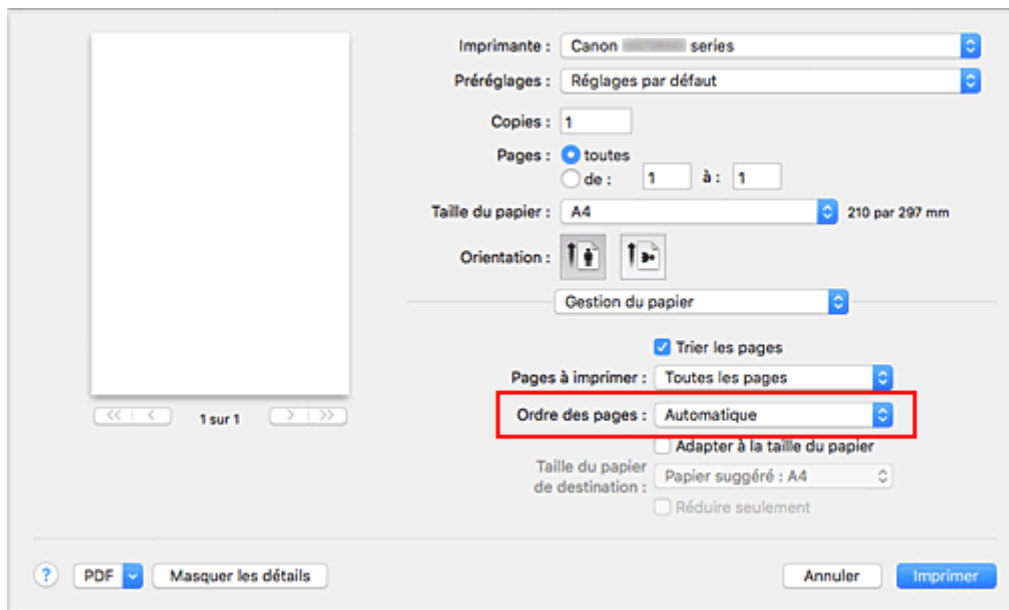 Imprimante : Canon series
Préréglages : Réglages par défaut
Copies : 1
Pages : toutes
de : 1 à : 1
Taille du papier : A4 210 par 297 mm
Orientation :
Gestion du papier
Trier les pages
Pages à imprimer : Toutes les pages
1 sur 1
Ordre des pages : Automatique
Adapter à la taille du papier
Taille du papier
de destination : Papier suggéré : A4
Réduire seulement
? PDF Masquer les détails Annuler Imprimer